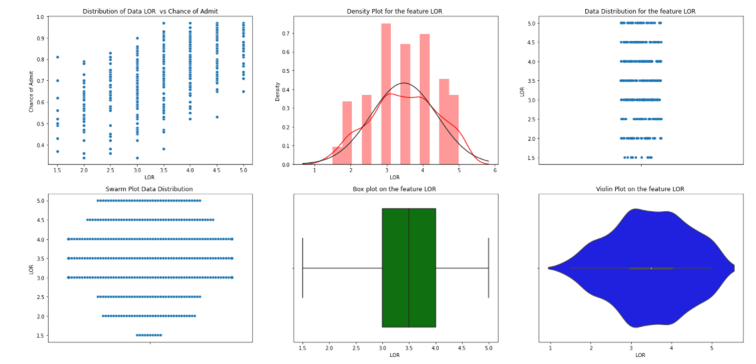 Distribution of Data LOR vs Chance of Admit
Chance of Admit
1.0
0.9
0.8
0.7
0.6
0.5
0.4
1.5 2.0 2.5 3.0 3.5 4.0 4.5 5.0
LOR
Density Plot for the feature LOR
Density
0.7
0.6
0.5
0.4
0.3
0.2
0.1
0.0
1 2 3 4 5 6
LOR
Data Distribution for the feature LOR
LOR
5.0
4.5
4.0
3.5
3.0
2.5
2.0
1.5
Swarm Plot Data Distribution
LOR
5.0
4.5
4.0
3.5
3.0
2.5
2.0
1.5
Box plot on the feature LOR
1.5 2.0 2.5 3.0 3.5 4.0 4.5 5.0
LOR
Violin Plot on the feature LOR
1 2 3 4 5
LOR